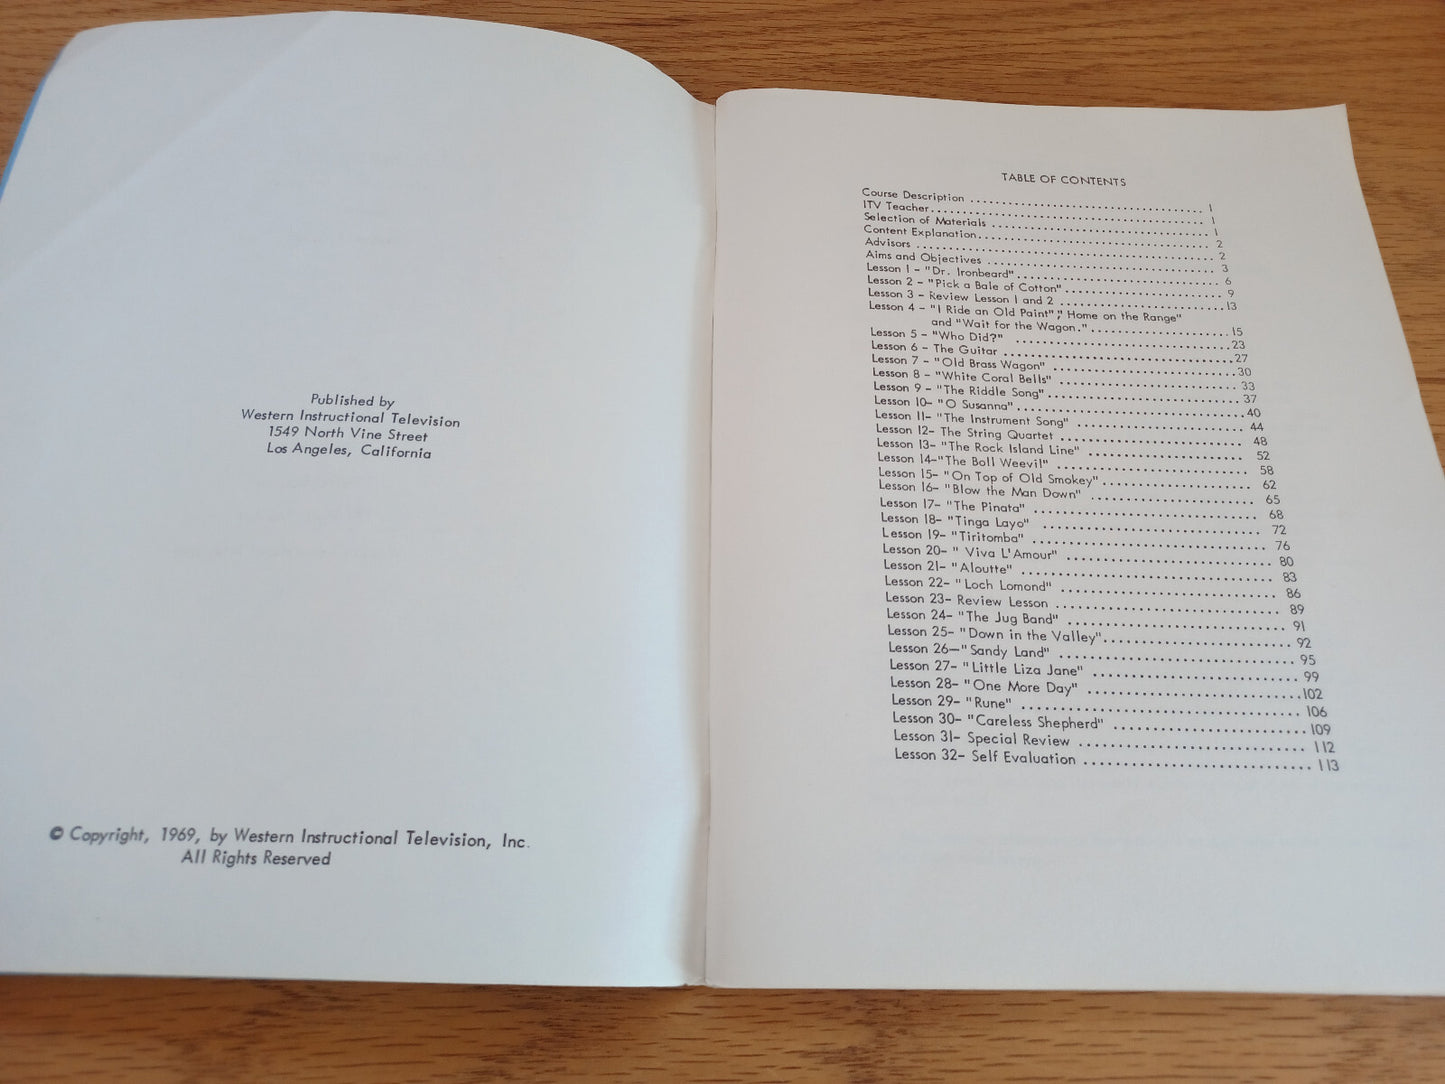 Published by
Western Instructional Television
1549 North Vine Street
Los Angeles, California
© Copyright, 1969, by Western Instructional Television, Inc.
All Rights Reserved
TABLE OF CONTENTS
Course Description .................................... 1
ITV Teacher.......................................... 1
Selection of Materials ................................. 1
Content Explanation................................... 2
Advisors ............................................. 2
Aims and Objectives .................................. 3
Lesson 1 - "Dr. Ironbeard"............................. 6
Lesson 2 - "Pick a Bale of Cotton"......................... 9
Lesson 3 - Review Lesson 1 and 2 ..........................13
Lesson 4 - "I Ride an Old Paint"," Home on the Range"
and "Wait for the Wagon."......................15
Lesson 5 - "Who Did?" .................................23
Lesson 6 - The Guitar ....................................27
Lesson 7 - "Old Brass Wagon" .............................30
Lesson 8 - "White Coral Bells" ............................ 33
Lesson 9 - "The Riddle Song".............................. 37
Lesson 10- "O Susanna"...................................40
Lesson 11- "The Instrument Song" .......................... 44
Lesson 12- The String Quartet ............................. 48
Lesson 13- "The Rock Island Line" ......................... 52
Lesson 14-"The Boll Weevil" .............................. 58
Lesson 15- "On Top of Old Smokey"........................ 62
Lesson 16- "Blow the Man Down" .......................... 65
Lesson 17- "The Pinata" .................................. 68
Lesson 18- "Tinga Layo" .................................. 72
Lesson 19- "Tiritomba" ................................... 76
Lesson 20- " Viva L'Amour" ............................... 80
Lesson 21- "Aloutte" ..................................... 83
Lesson 22- "Loch Lomond" ................................ 86
Lesson 23- Review Lesson ................................. 89
Lesson 24- "The Jug Band" ................................ 91
Lesson 25- "Down in the Valley"........................... 92
Lesson 26—"Sandy Land" ................................. 95
Lesson 27- "Little Liza Jane" .............................. 99
Lesson 28- "One More Day" ..............................102
Lesson 29- "Rune" ...................................... 106
Lesson 30- "Careless Shepherd" ...........................109
Lesson 31- Special Review ................................ 112
Lesson 32- Self Evaluation ................................ 113